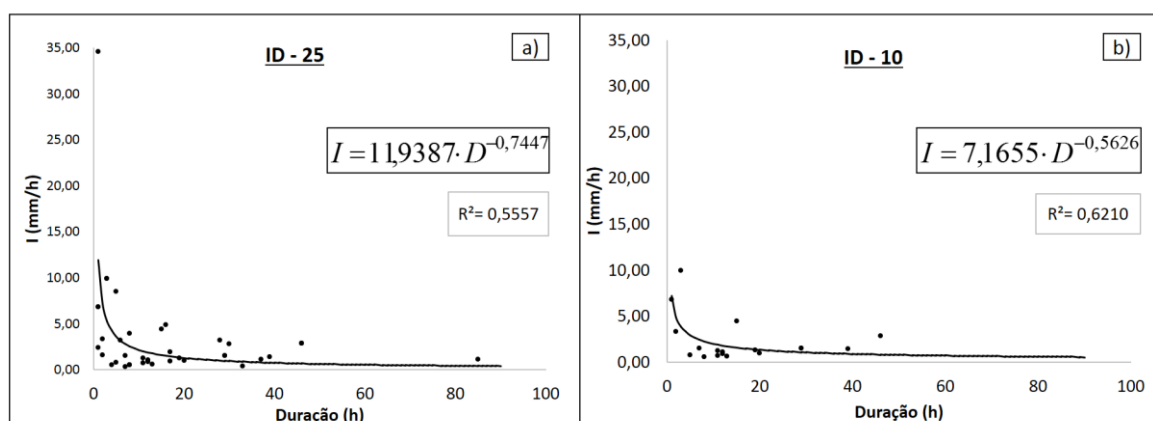 ID - 25
a)
35,00
30,00
25,00
20,00
15,00
10,00
5,00
0,00
I (mm/h)
I = 11,9387 · D^−0,7447
R²= 0,5557
0 20 40 60 80 100
Duração (h)
ID - 10
b)
35,00
30,00
25,00
20,00
15,00
10,00
5,00
0,00
I (mm/h)
I = 7,1655 · D^−0,5626
R²= 0,6210
0 20 40 60 80 100
Duração (h)